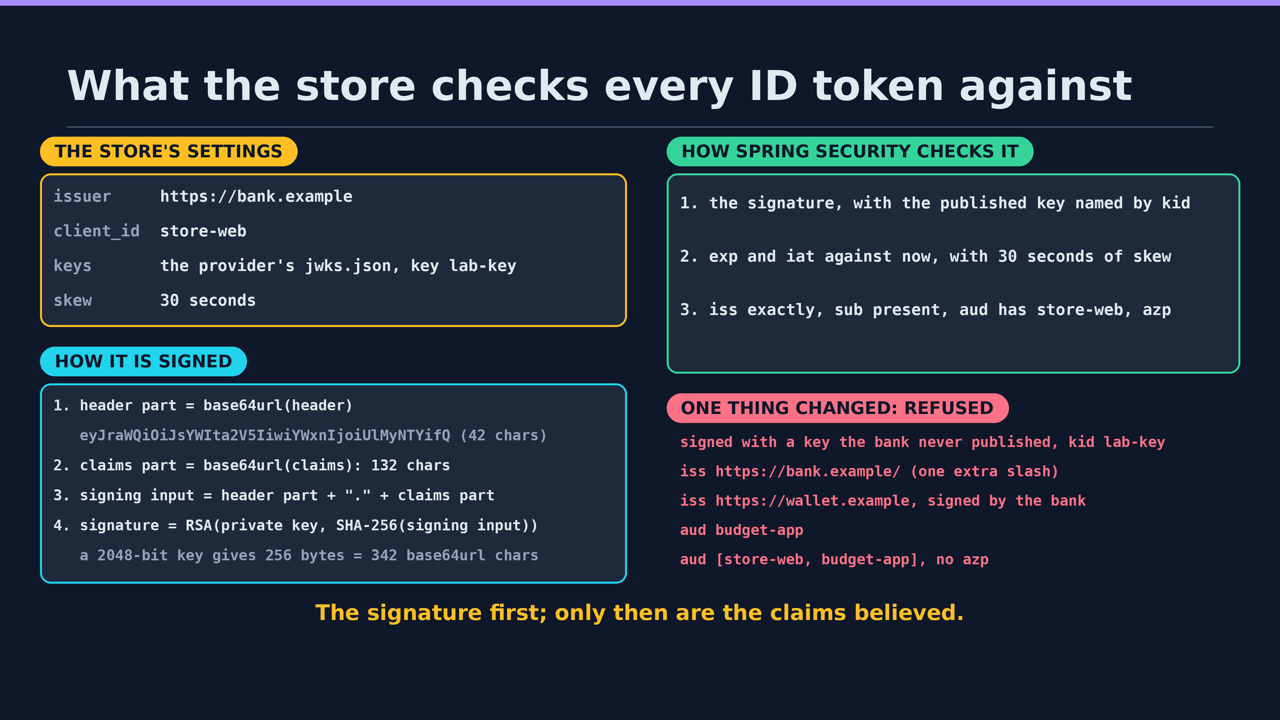 What the store checks every ID token against
THE STORE'S SETTINGS
issuer https://bank.example
client_id store-web
keys the provider's jwks.json, key lab-key
skew 30 seconds
HOW IT IS SIGNED
1. header part = base64url(header)
eyJraWQiOiJsYWIta2V5IiwiYWxnIjoiUlMyNTYifQ (42 chars)
2. claims part = base64url(claims): 132 chars
3. signing input = header part + "." + claims part
4. signature = RSA(private key, SHA-256(signing input))
a 2048-bit key gives 256 bytes = 342 base64url chars
HOW SPRING SECURITY CHECKS IT
1. the signature, with the published key named by kid
2. exp and iat against now, with 30 seconds of skew
3. iss exactly, sub present, aud has store-web, azp
ONE THING CHANGED: REFUSED
signed with a key the bank never published, kid lab-key
iss https://bank.example/ (one extra slash)
iss https://wallet.example, signed by the bank
aud budget-app
aud [store-web, budget-app], no azp
The signature first; only then are the claims believed.